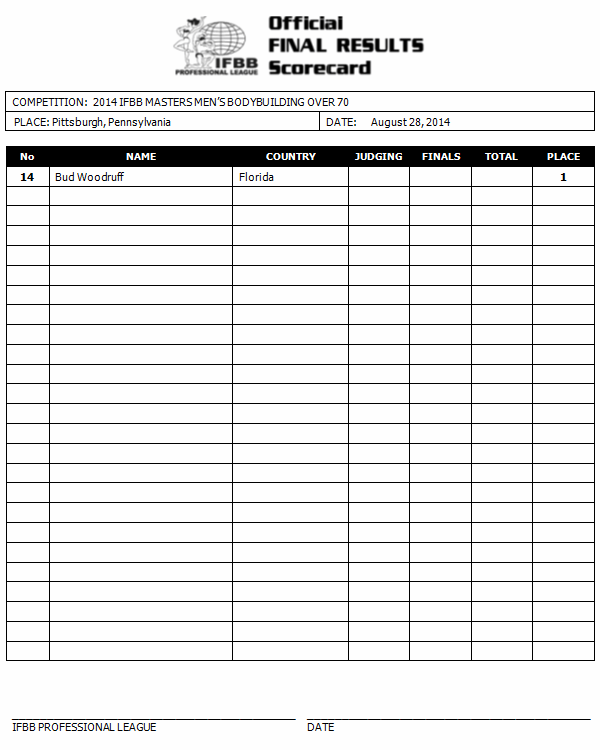 IFBB
PROFESSIONAL LEAGUE
Official
FINAL RESULTS
Scorecard
COMPETITION: 2014 IFBB MASTERS MEN'S BODYBUILDING OVER 70
PLACE: Pittsburgh, Pennsylvania DATE: August 28, 2014
No NAME COUNTRY JUDGING FINALS TOTAL PLACE
14 Bud Woodruff Florida 1
IFBB PROFESSIONAL LEAGUE DATE